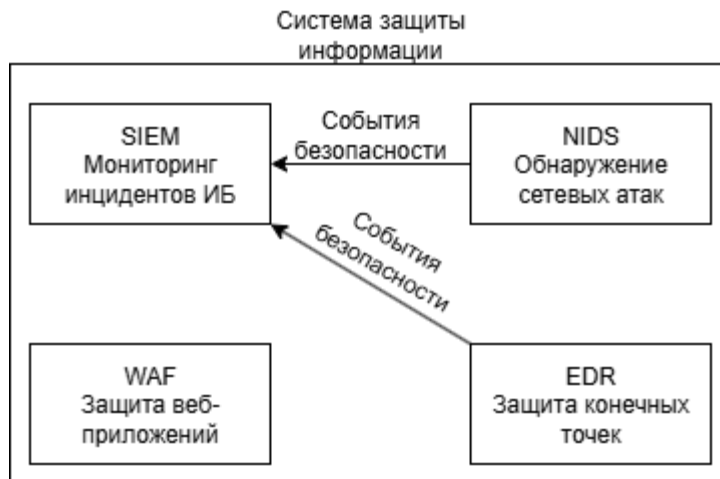 Система защиты
информации
SIEM
Мониторинг
инцидентов ИБ
События
безопасности
NIDS
Обнаружение
сетевых атак
События
безопасности
WAF
Защита веб-
приложений
EDR
Защита конечных
точек